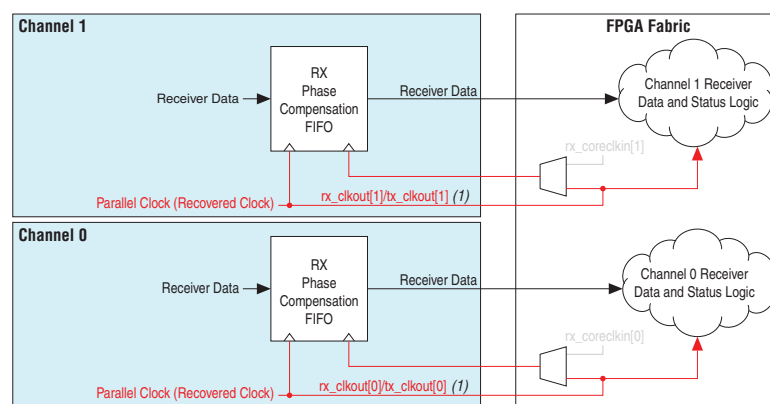 Channel 1
FPGA Fabric
RX
Phase
Compensation
FIFO
Receiver Data
Receiver Data
Channel 1 Receiver
Data and Status Logic
rx_coreclkin[1]
Parallel Clock (Recovered Clock)
rx_clkout[1]/tx_clkout[1] (1)
Channel 0
RX
Phase
Compensation
FIFO
Receiver Data
Receiver Data
Channel 0 Receiver
Data and Status Logic
rx_coreclkin[0]
Parallel Clock (Recovered Clock)
rx_clkout[0]/tx_clkout[0] (1)